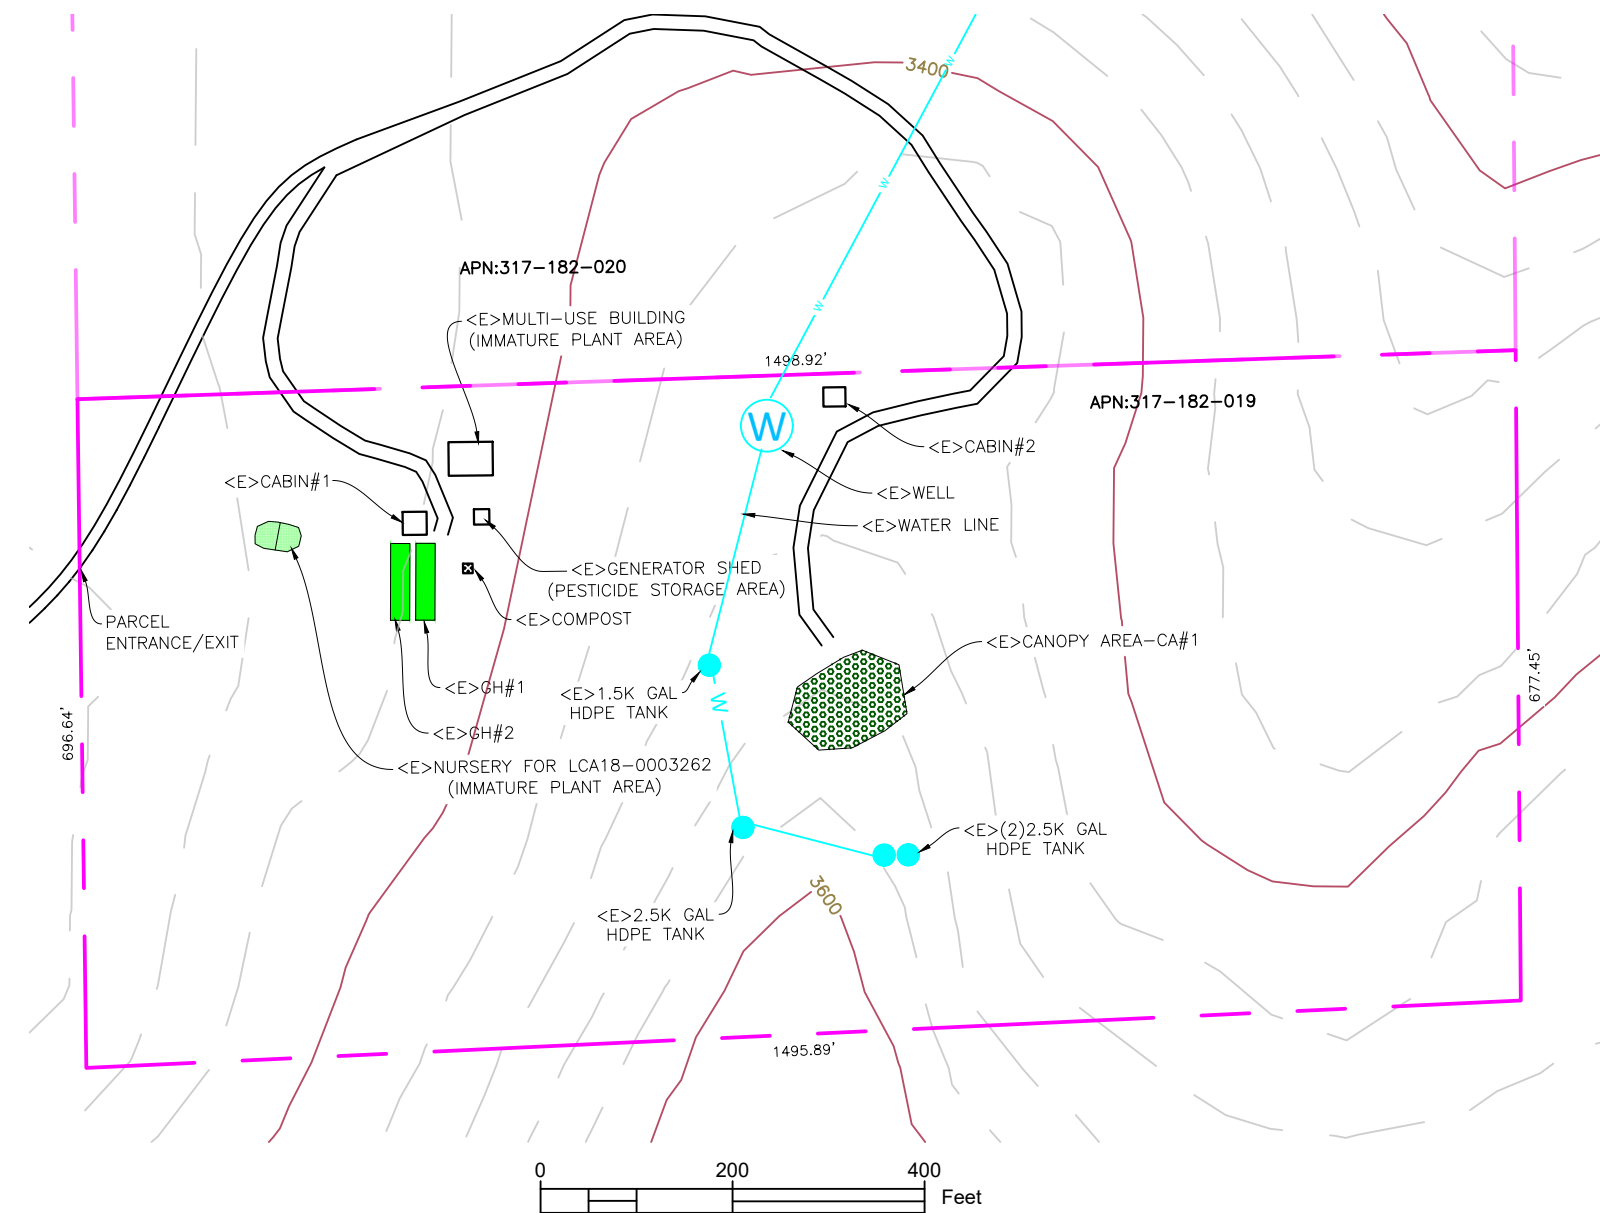 3400
W
W
W
APN:317-182-020
<E>MULTI-USE BUILDING
(IMMATURE PLANT AREA)
1498.92'
APN:317-182-019
W
<E>CABIN#2
<E>CABIN#1
<E>WELL
<E>WATER LINE
<E>GENERATOR SHED
(PESTICIDE STORAGE AREA)
<E>COMPOST
PARCEL
ENTRANCE/EXIT
<E>CANOPY AREA-CA#1
677.45'
<E>GH#1
<E>1.5K GAL
HDPE TANK
W
696.64'
<E>GH#2
<E>NURSERY FOR LCA18-0003262
(IMMATURE PLANT AREA)
<E>(2)2.5K GAL
HDPE TANK
3600
<E>2.5K GAL
HDPE TANK
1495.89'
0 200 400
Feet